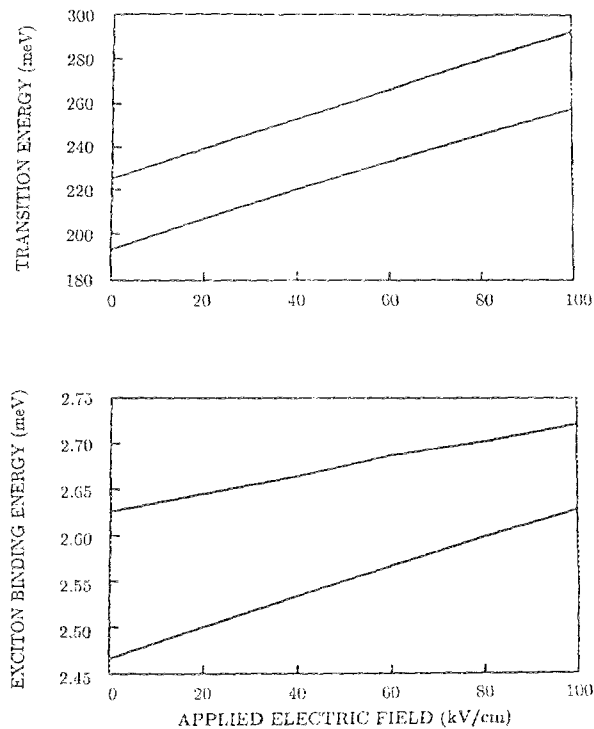 TRANSITION ENERGY (meV)
300
280
260
240
220
200
180
0 20 40 60 80 100
EXCITON BINDING ENERGY (meV)
2.75
2.70
2.65
2.60
2.55
2.50
2.45
0 20 40 60 80 100
APPLIED ELECTRIC FIELD (kV/cm)